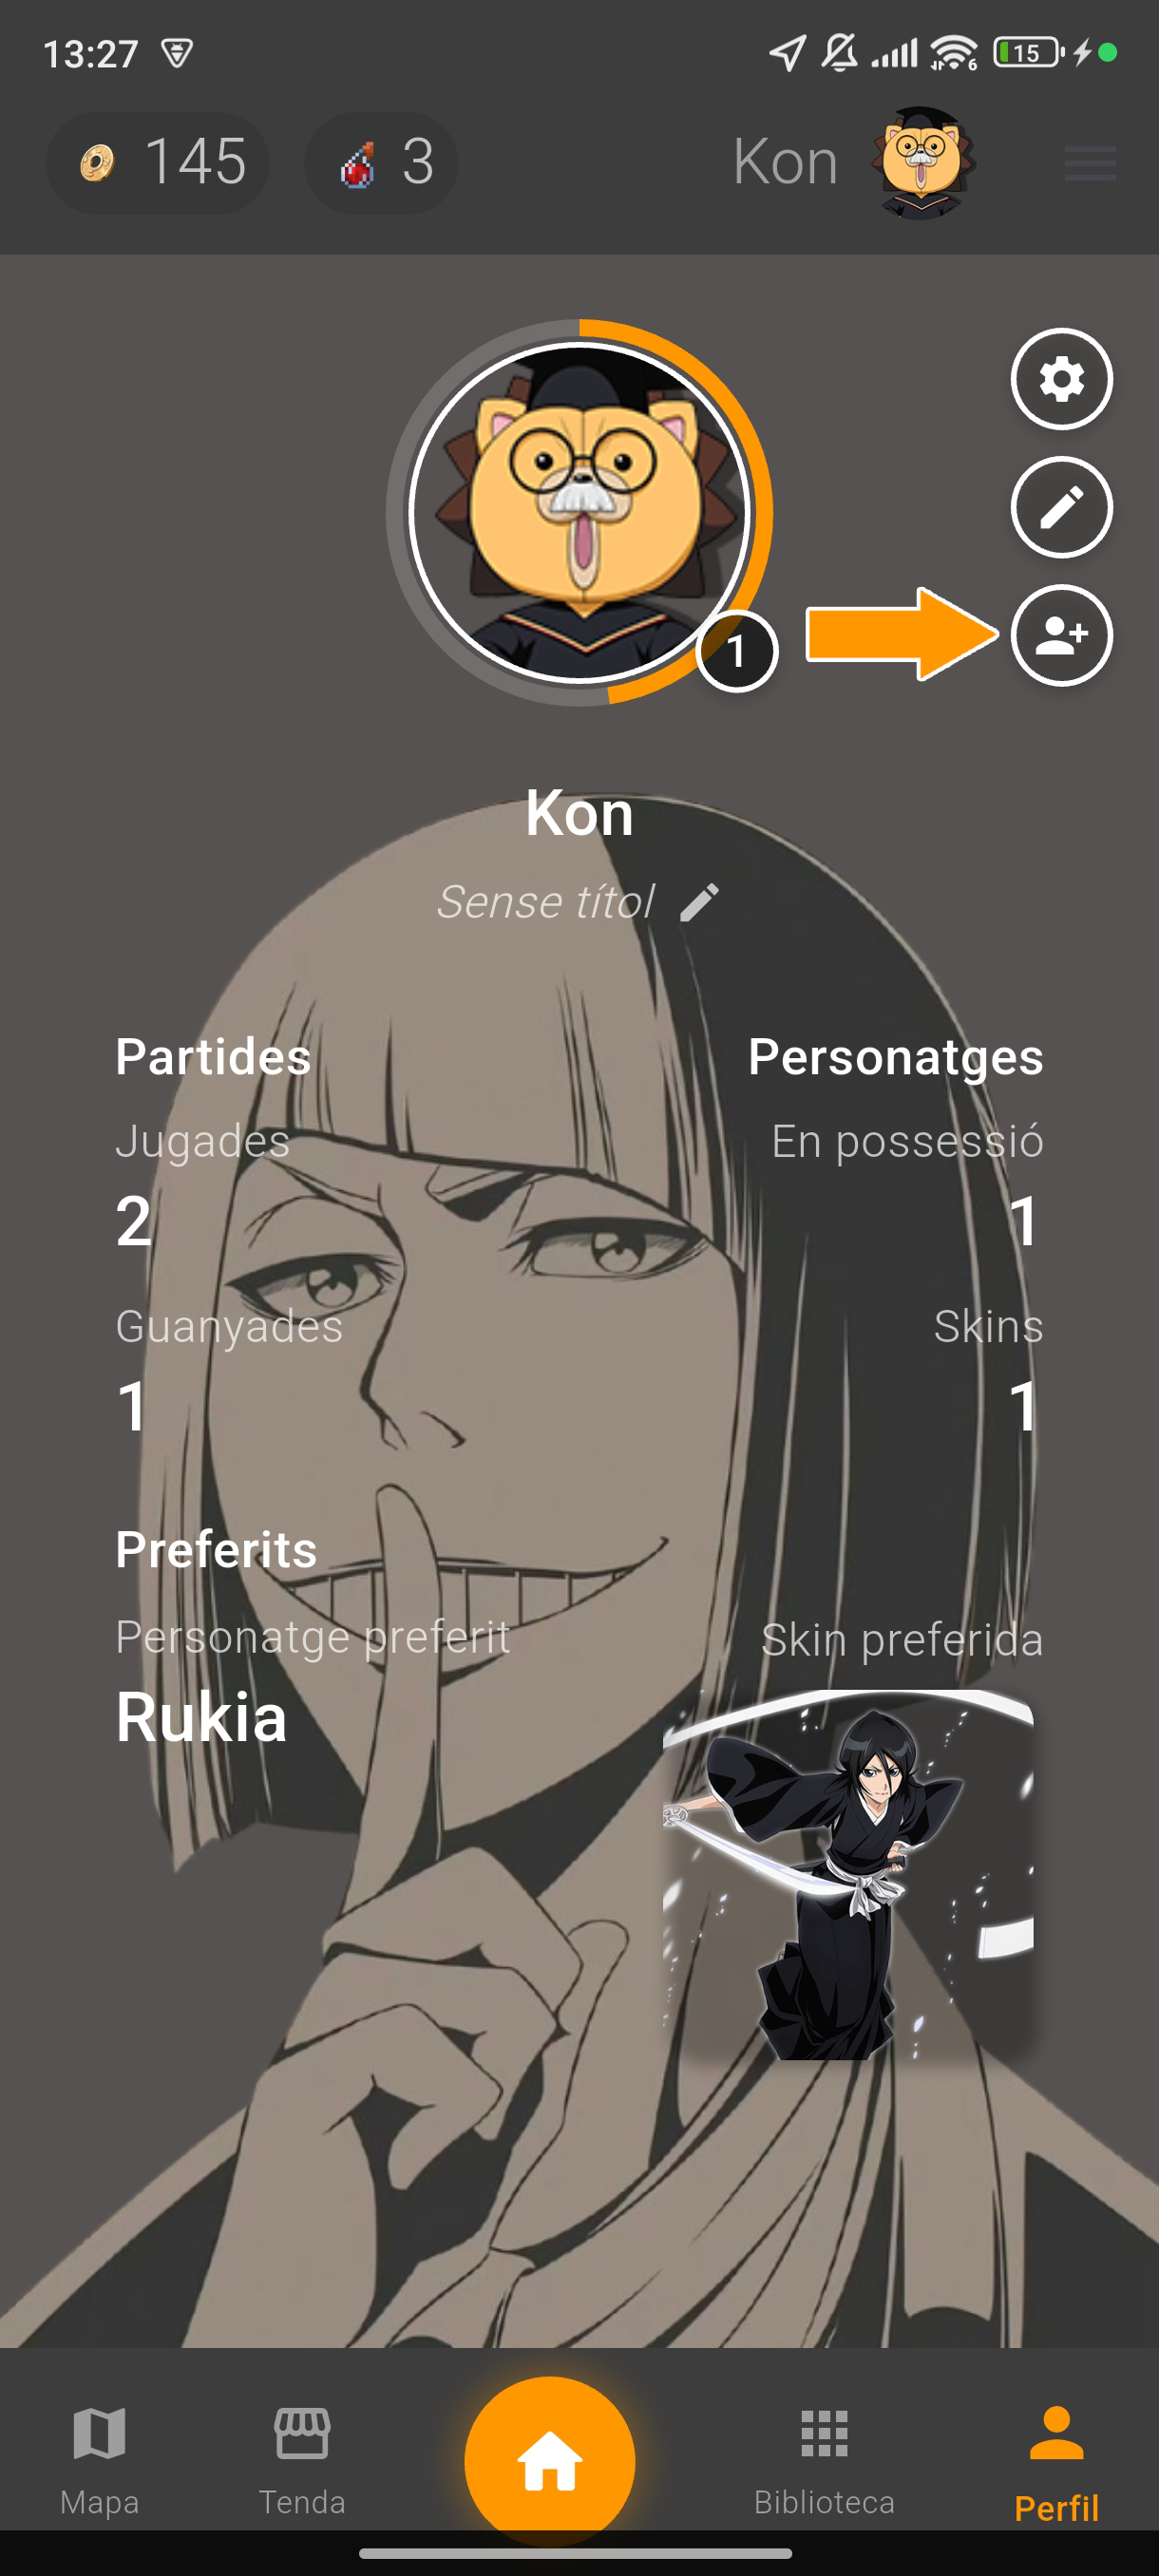 13:27
6
15
145
3
Kon
1
Kon
Sense títol
Partides
Personatges
Jugades
En possessió
2
1
Guanyades
Skins
1
1
Preferits
Personatge preferit
Skin preferida
Rukia
Mapa
Tenda
Biblioteca
Perfil